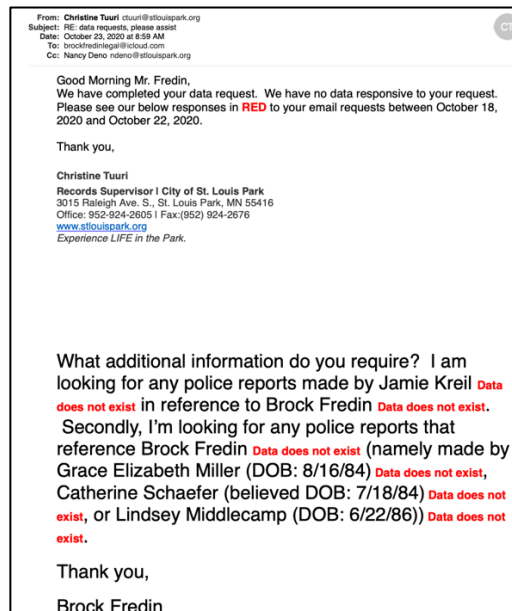 From: Christine Tuuri ctuuri@stlouispark.org
Subject: RE: data requests, please assist
Date: October 23, 2020 at 8:59 AM
To: brockfredinlegal@icloud.com
Cc: Nancy Deno ndeno@stlouispark.org
CT
Good Morning Mr. Fredin,
We have completed your data request.  We have no data responsive to your request.
Please see our below responses in RED to your email requests between October 18,
2020 and October 22, 2020.
Thank you,
Christine Tuuri
Records Supervisor I City of St. Louis Park
3015 Raleigh Ave. S., St. Louis Park, MN 55416
Office: 952-924-2605 I Fax:(952) 924-2676
www.stlouispark.org
Experience LIFE in the Park.
What additional information do you require?  I am
looking for any police reports made by Jamie Kreil Data
does not exist in reference to Brock Fredin Data does not exist.
Secondly, I'm looking for any police reports that
reference Brock Fredin Data does not exist (namely made by
Grace Elizabeth Miller (DOB: 8/16/84) Data does not exist,
Catherine Schaefer (believed DOB: 7/18/84) Data does not
exist, or Lindsey Middlecamp (DOB: 6/22/86)) Data does not
exist.
Thank you,
Brock Fredin